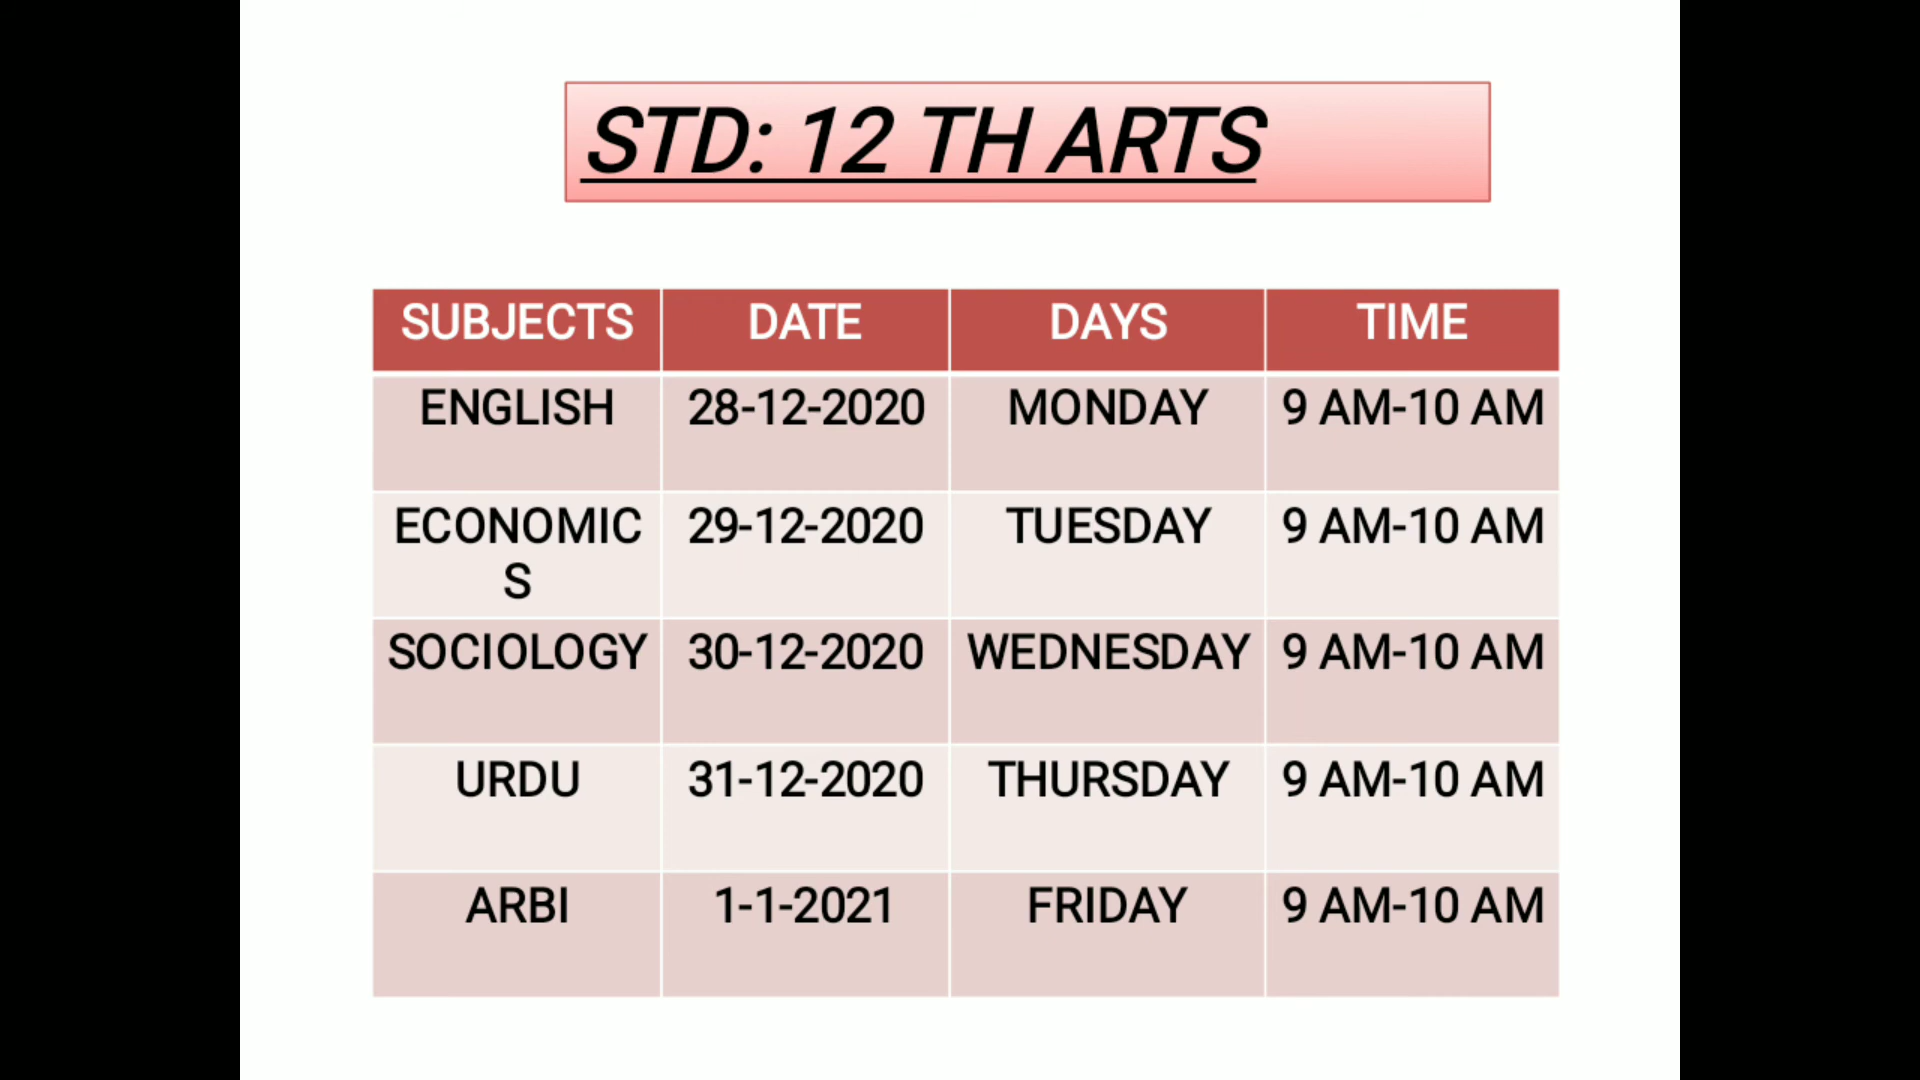 STD: 12 TH ARTS
SUBJECTS DATE DAYS TIME
ENGLISH 28-12-2020 MONDAY 9 AM-10 AM
ECONOMIC 29-12-2020 TUESDAY 9 AM-10 AM
S
SOCIOLOGY 30-12-2020 WEDNESDAY 9 AM-10 AM
URDU 31-12-2020 THURSDAY 9 AM-10 AM
ARBI 1-1-2021 FRIDAY 9 AM-10 AM